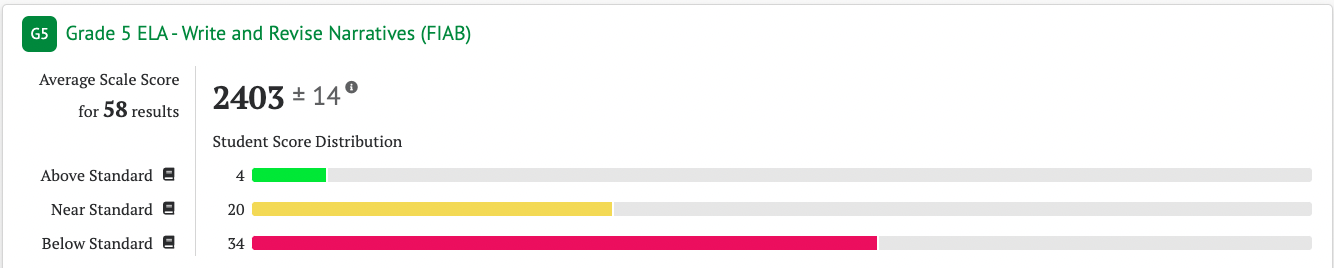 G5 Grade 5 ELA - Write and Revise Narratives (FIAB)
Average Scale Score
for 58 results
2403 ± 14
Student Score Distribution
Above Standard 4
Near Standard 20
Below Standard 34